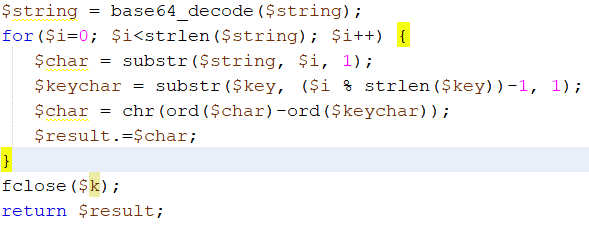 $string = base64_decode($string);
for($i=0; $i<strlen($string); $i++) {
$char = substr($string, $i, 1);
$keychar = substr($key, ($i % strlen($key))-1, 1);
$char = chr(ord($char)-ord($keychar));
$result.=$char;
}
fclose($k);
return $result;